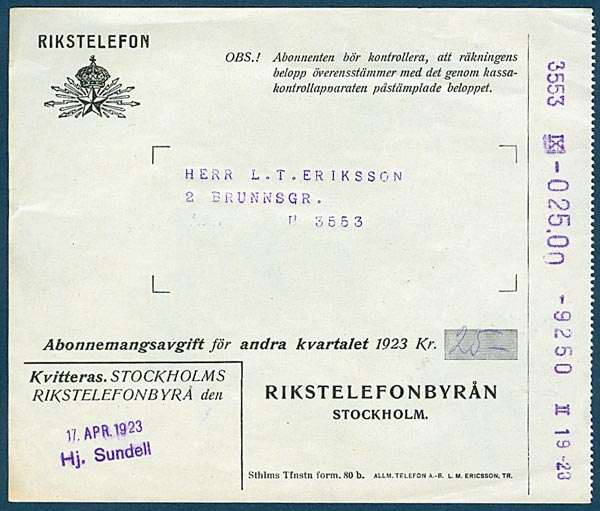 RIKSTELEFON
OBS.! Abonnenten bör kontrollera, att räkningens
belopp överensstämmer med det genom kassa-
kontrollapparaten påstämplade beloppet.
HERR L.T.ERIKSSON
2 BRUNNSGR.
3553
Abonnemangsavgift för andra kvartalet 1923 Kr. 25-
Kvitteras. STOCKHOLMS
RIKSTELEFONBYRÅ den
17. APR. 1923
Hj. Sundell
RIKSTELEFONBYRÅN
STOCKHOLM.
Sthlms Tfnstn form. 80 b. ALLM. TELEFON A.-B. L. M. ERICSSON, TR.
3553 -025.00 -9250 II 19 23